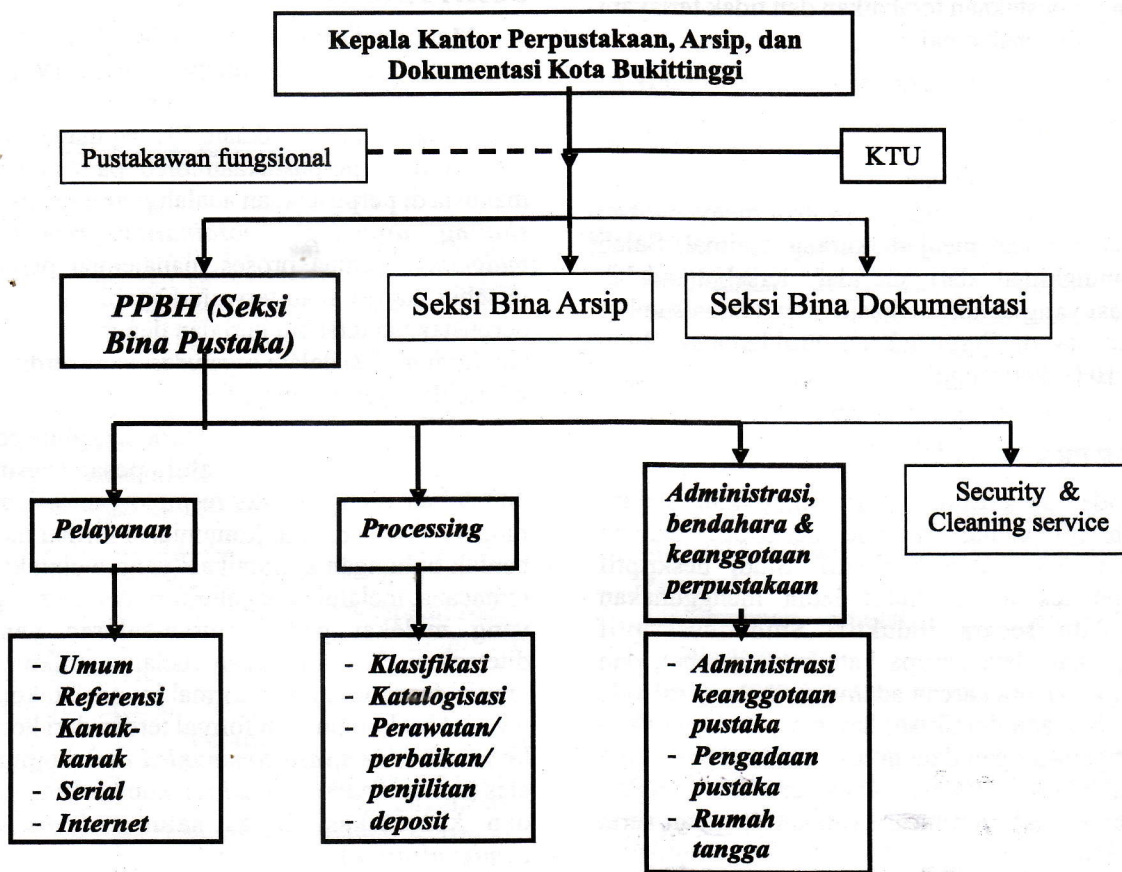 Kepala Kantor Perpustakaan, Arsip, dan
Dokumentasi Kota Bukittinggi
Pustakawan fungsional
KTU
PPBH (Seksi
Bina Pustaka)
Seksi Bina Arsip
Seksi Bina Dokumentasi
Pelayanan
Processing
Administrasi,
bendahara &
keanggotaan
perpustakaan
Security &
Cleaning service
- Umum
- Referensi
- Kanak-
kanak
- Serial
- Internet
- Klasifikasi
- Katalogisasi
- Perawatan/
perbaikan/
penjilitan
- deposit
- Administrasi
keanggotaan
pustaka
- Pengadaan
pustaka
- Rumah
tangga